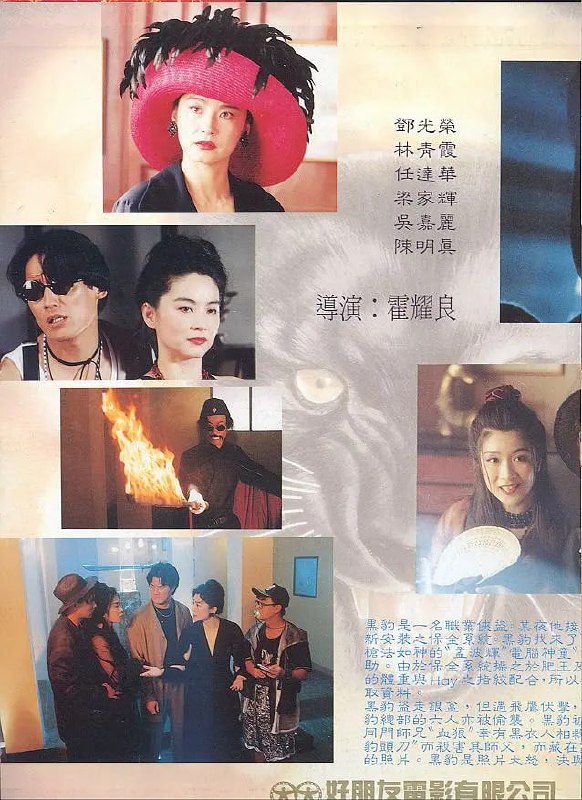 鄧光榮
林青霞
任達華
梁家輝
吳嘉麗
陳明真
導演：霍耀良
黑豹是一名職業俠盜。某夜他接
新安裝之保全系統。黑豹找來了
槍法如神的“孟波輝”電腦神童
助。由於保全系統操之於肥王及
的體重與Hay之指紋配合，所以
取資料。
黑豹盜走銀黨，但遇飛鷹伏擊，
豹總部的六人亦被偷襲。黑豹
同門師兄“血狼”幸有黑衣人相
豹頭刀”而殺害其師父，亦藏在
的照片。黑豹見照片大怒，決與
好朋友電影有限公司